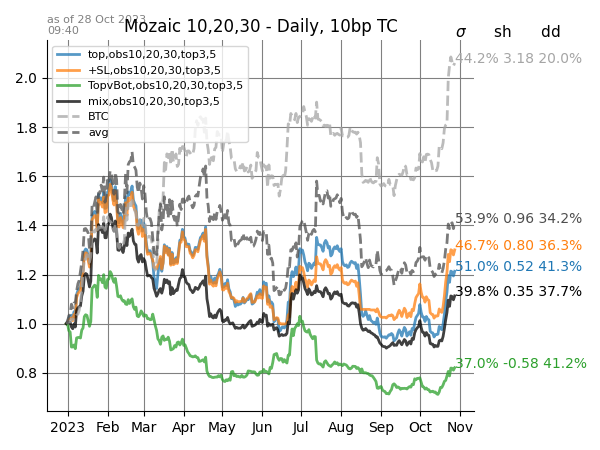 as of 28 Oct 2023
09:40
Mozaic 10,20,30 - Daily, 10bp TC
σ sh dd
top,obs10,20,30,top3,5
+SL,obs10,20,30,top3,5
TopvBot,obs10,20,30,top3,5
mix,obs10,20,30,top3,5
BTC
avg
44.2% 3.18 20.0%
53.9% 0.96 34.2%
46.7% 0.80 36.3%
51.0% 0.52 41.3%
39.8% 0.35 37.7%
37.0% -0.58 41.2%
2.0
1.8
1.6
1.4
1.2
1.0
0.8
2023 Feb Mar Apr May Jun Jul Aug Sep Oct Nov